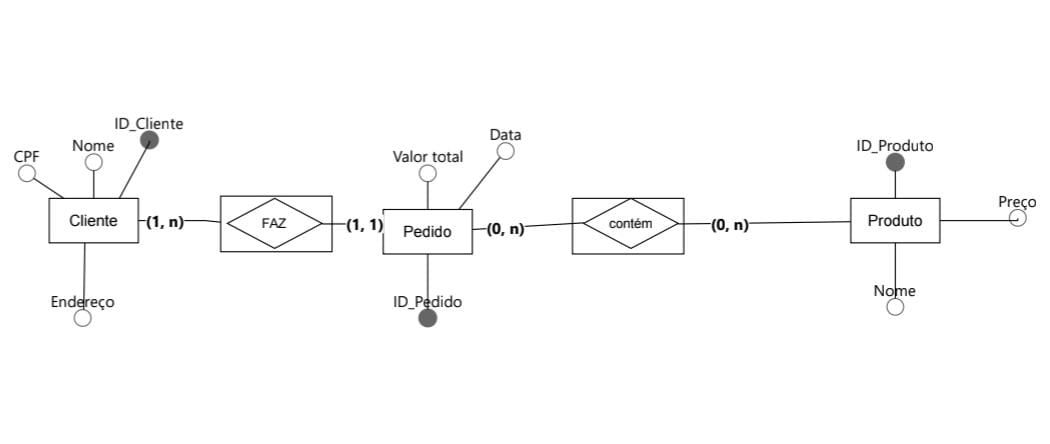 ID_Cliente
Nome
CPF
Cliente
(1, n)
FAZ
(1, 1)
Endereço
Data
Valor total
Pedido
(0, n)
ID_Pedido
contém
(0, n)
ID_Produto
Preço
Produto
Nome